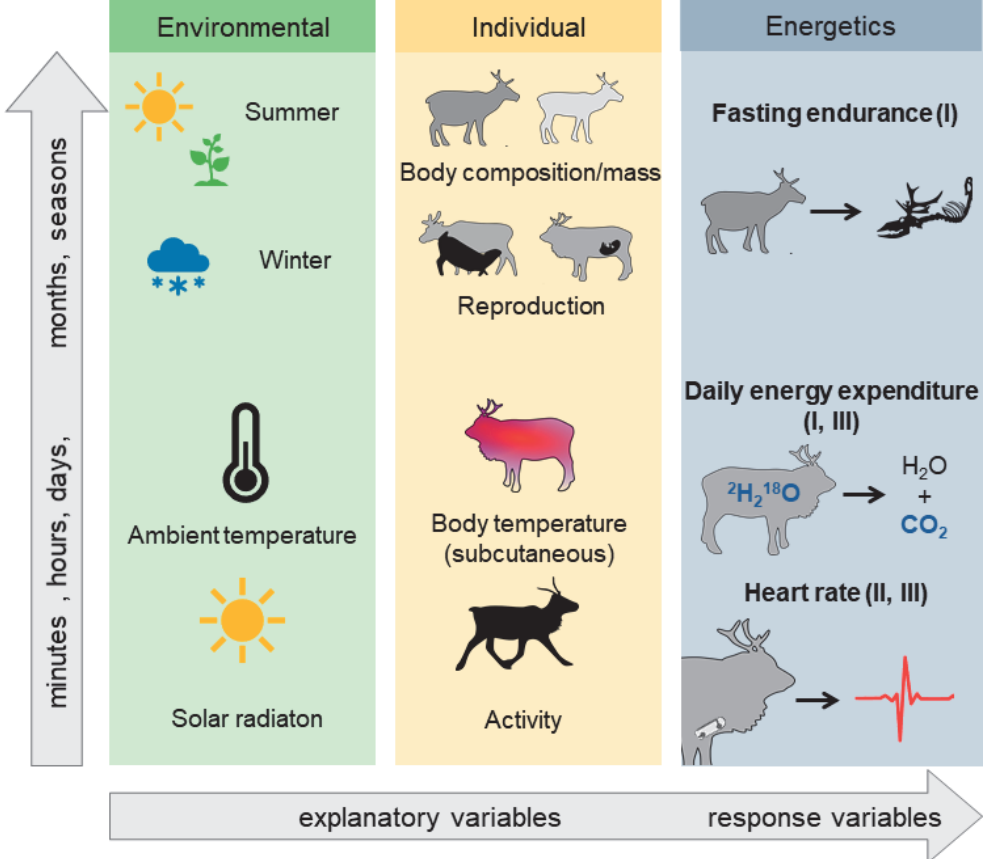 Environmental
Individual
Energetics
months, seasons
minutes , hours, days,
Summer
Winter
Ambient temperature
Solar radiaton
Body composition/mass
Reproduction
Body temperature
(subcutaneous)
Activity
Fasting endurance (I)
Daily energy expenditure
(I, III)
²H₂¹⁸O
H₂O
+
CO₂
Heart rate (II, III)
explanatory variables
response variables